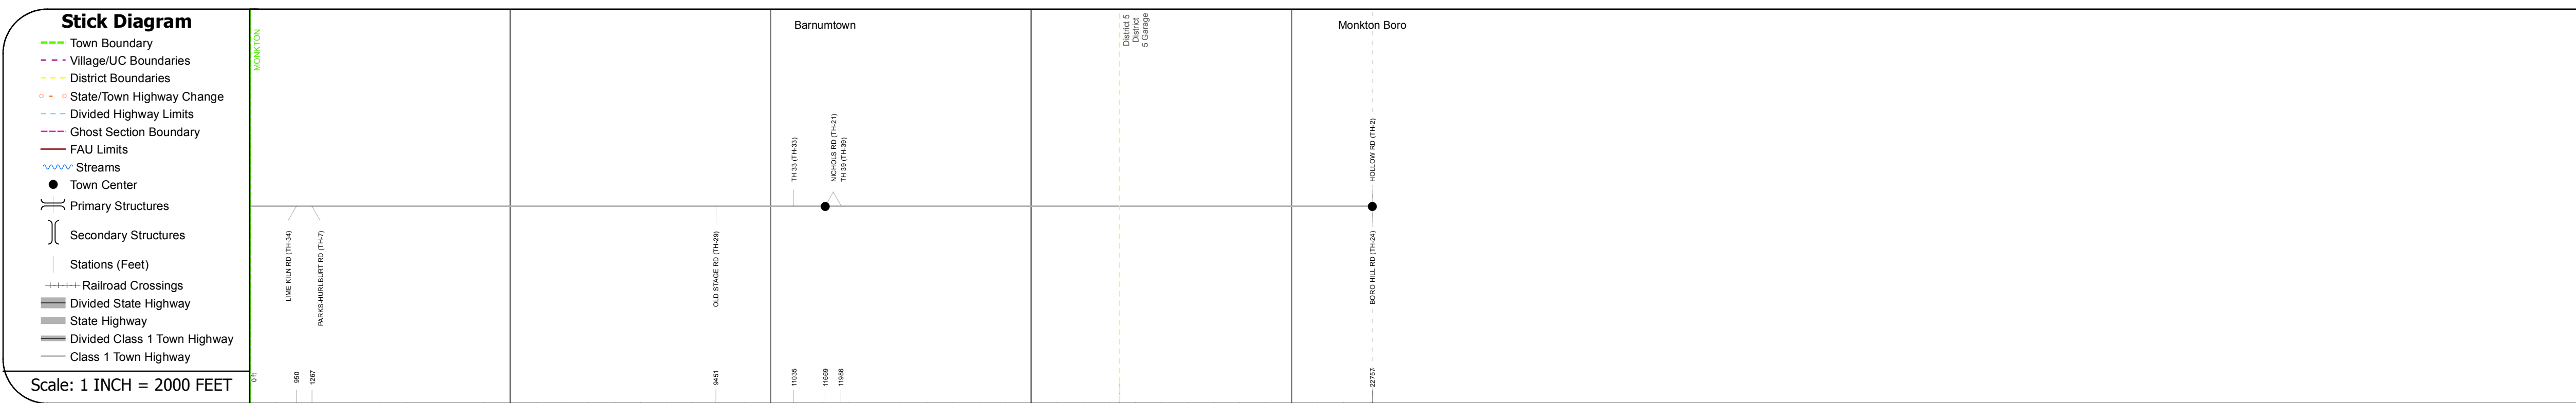 Stick Diagram
Town Boundary
Village/UC Boundaries
District Boundaries
State/Town Highway Change
Divided Highway Limits
Ghost Section Boundary
FAU Limits
Streams
Town Center
Primary Structures
Secondary Structures
Stations (Feet)
Railroad Crossings
Divided State Highway
State Highway
Divided Class 1 Town Highway
Class 1 Town Highway
Scale: 1 INCH = 2000 FEET
MONKTON
Barnumtown
District 5
District
5 Garage
Monkton Boro
TH 33 (TH-33)
NICHOLS RD (TH-21)
TH 39 (TH-39)
HOLLOW RD (TH-2)
LIME KILN RD (TH-34)
PARKS-HURLBURT RD (TH-7)
OLD STAGE RD (TH-29)
BORO HILL RD (TH-24)
0 ft
950
1267
9451
11035
11669
11986
22757